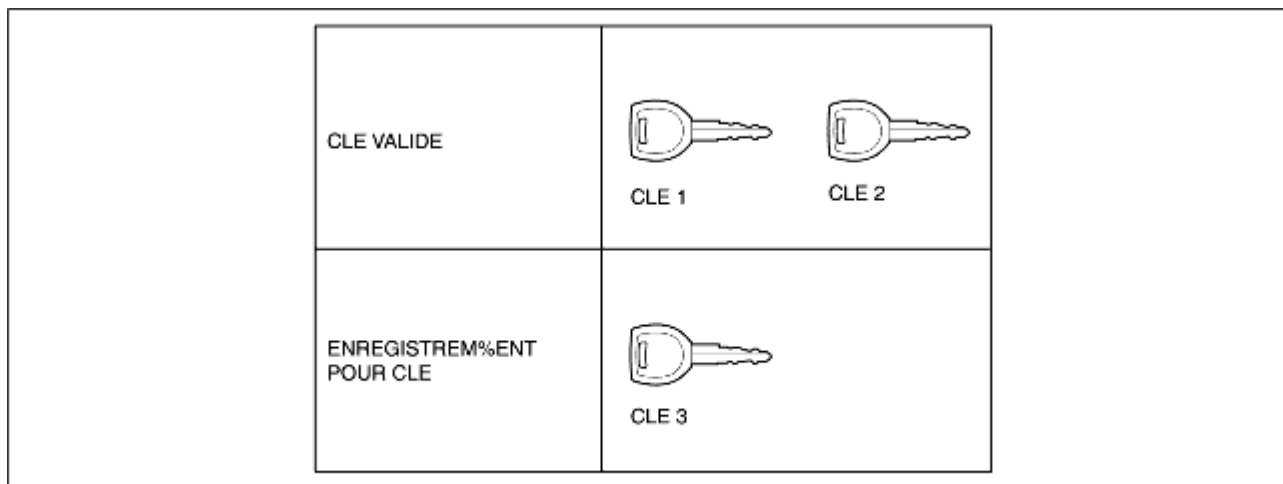 CLE VALIDE
CLE 1
CLE 2
ENREGISTREM%ENT
POUR CLE
CLE 3